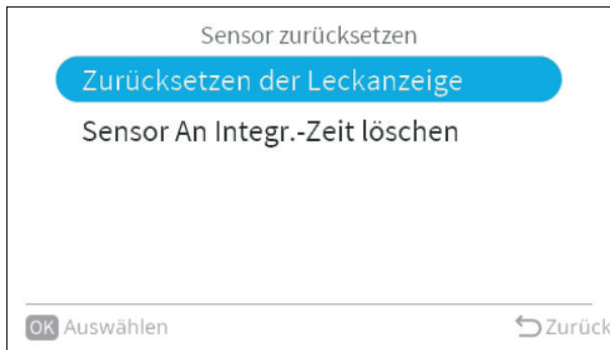 Sensor zurücksetzen
Zurücksetzen der Leckanzeige
Sensor An Integr.-Zeit löschen
OK Auswählen
Zurück